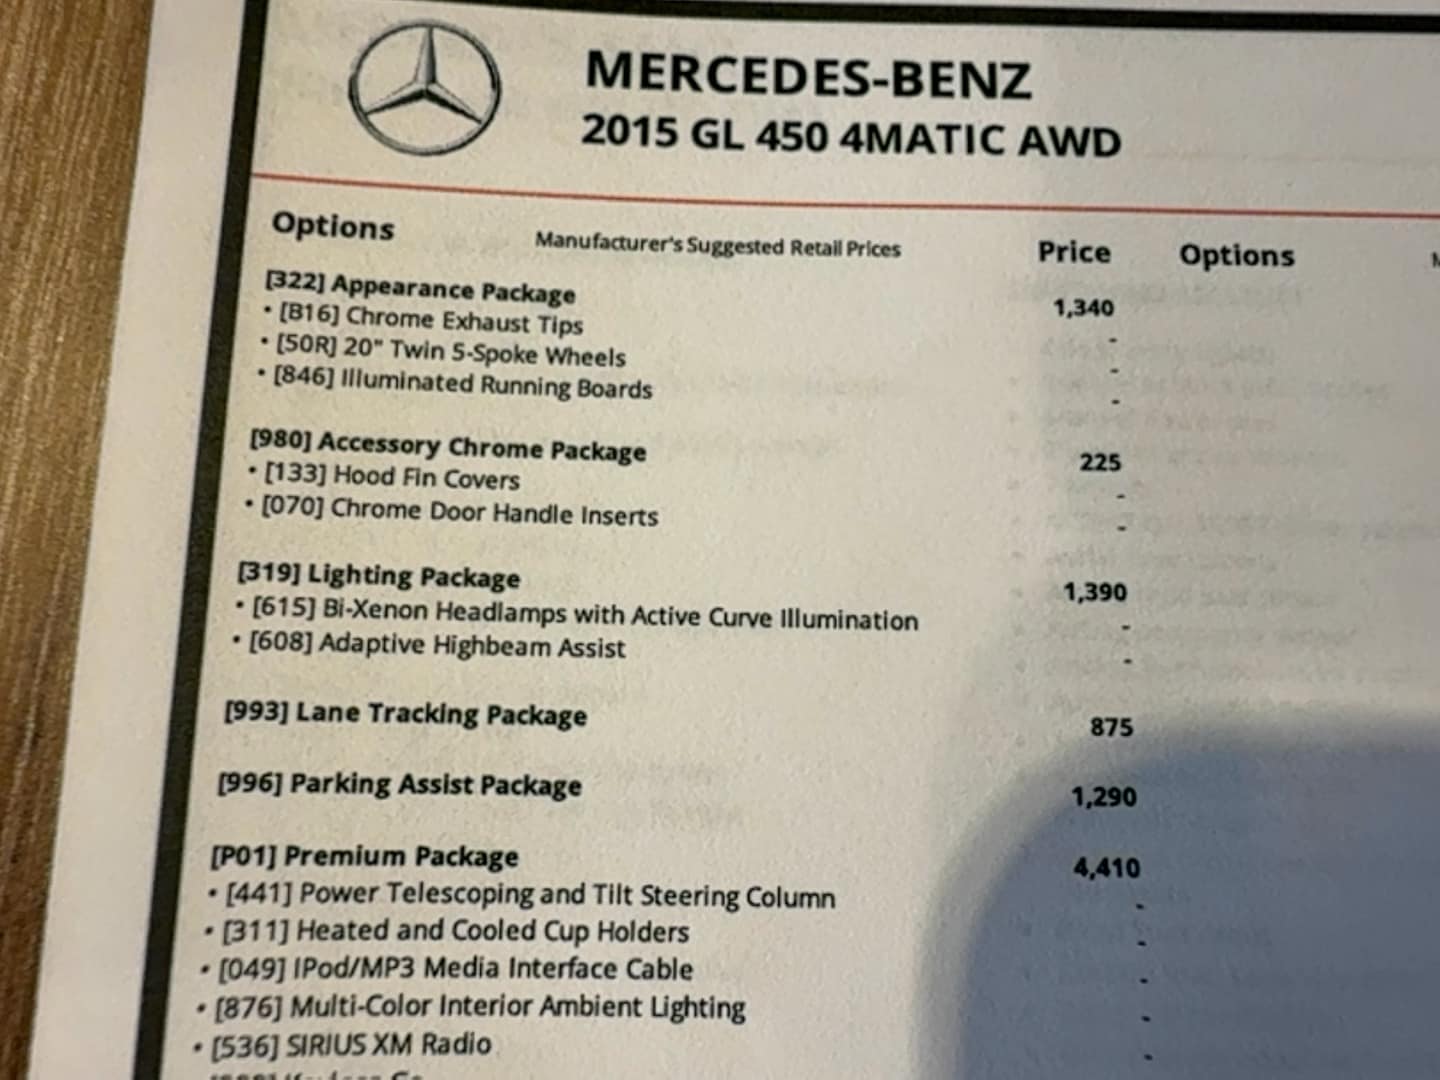 MERCEDES-BENZ
2015 GL 450 4MATIC AWD
Options Manufacturer's Suggested Retail Prices Price Options
[322] Appearance Package 1,340
• [B16] Chrome Exhaust Tips -
• [50R] 20" Twin 5-Spoke Wheels -
• [846] Illuminated Running Boards -
[980] Accessory Chrome Package 225
• [133] Hood Fin Covers -
• [070] Chrome Door Handle Inserts -
[319] Lighting Package 1,390
• [615] Bi-Xenon Headlamps with Active Curve Illumination -
• [608] Adaptive Highbeam Assist -
[993] Lane Tracking Package 875
[996] Parking Assist Package 1,290
[P01] Premium Package 4,410
• [441] Power Telescoping and Tilt Steering Column -
• [311] Heated and Cooled Cup Holders -
• [049] IPod/MP3 Media Interface Cable -
• [876] Multi-Color Interior Ambient Lighting -
• [536] SIRIUS XM Radio -